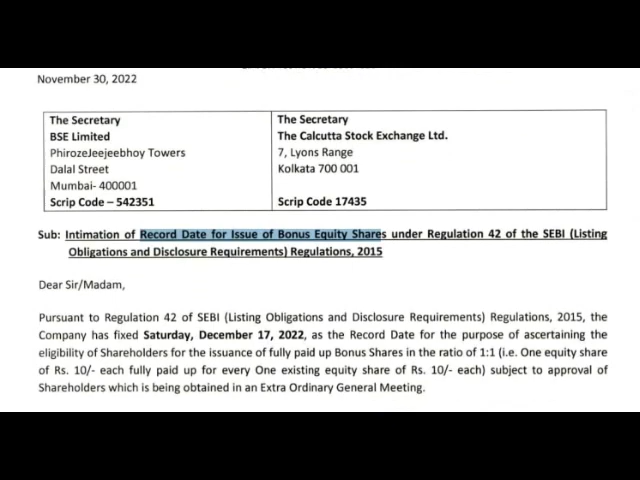 November 30, 2022
The Secretary
BSE Limited
PhirozeJeejeebhoy Towers
Dalal Street
Mumbai- 400001
Scrip Code – 542351
The Secretary
The Calcutta Stock Exchange Ltd.
7, Lyons Range
Kolkata 700 001
Scrip Code 17435
Sub: Intimation of Record Date for Issue of Bonus Equity Shares under Regulation 42 of the SEBI (Listing
Obligations and Disclosure Requirements) Regulations, 2015
Dear Sir/Madam,
Pursuant to Regulation 42 of SEBI (Listing Obligations and Disclosure Requirements) Regulations, 2015, the
Company has fixed Saturday, December 17, 2022, as the Record Date for the purpose of ascertaining the
eligibility of Shareholders for the issuance of fully paid up Bonus Shares in the ratio of 1:1 (i.e. One equity share
of Rs. 10/- each fully paid up for every One existing equity share of Rs. 10/- each) subject to approval of
Shareholders which is being obtained in an Extra Ordinary General Meeting.